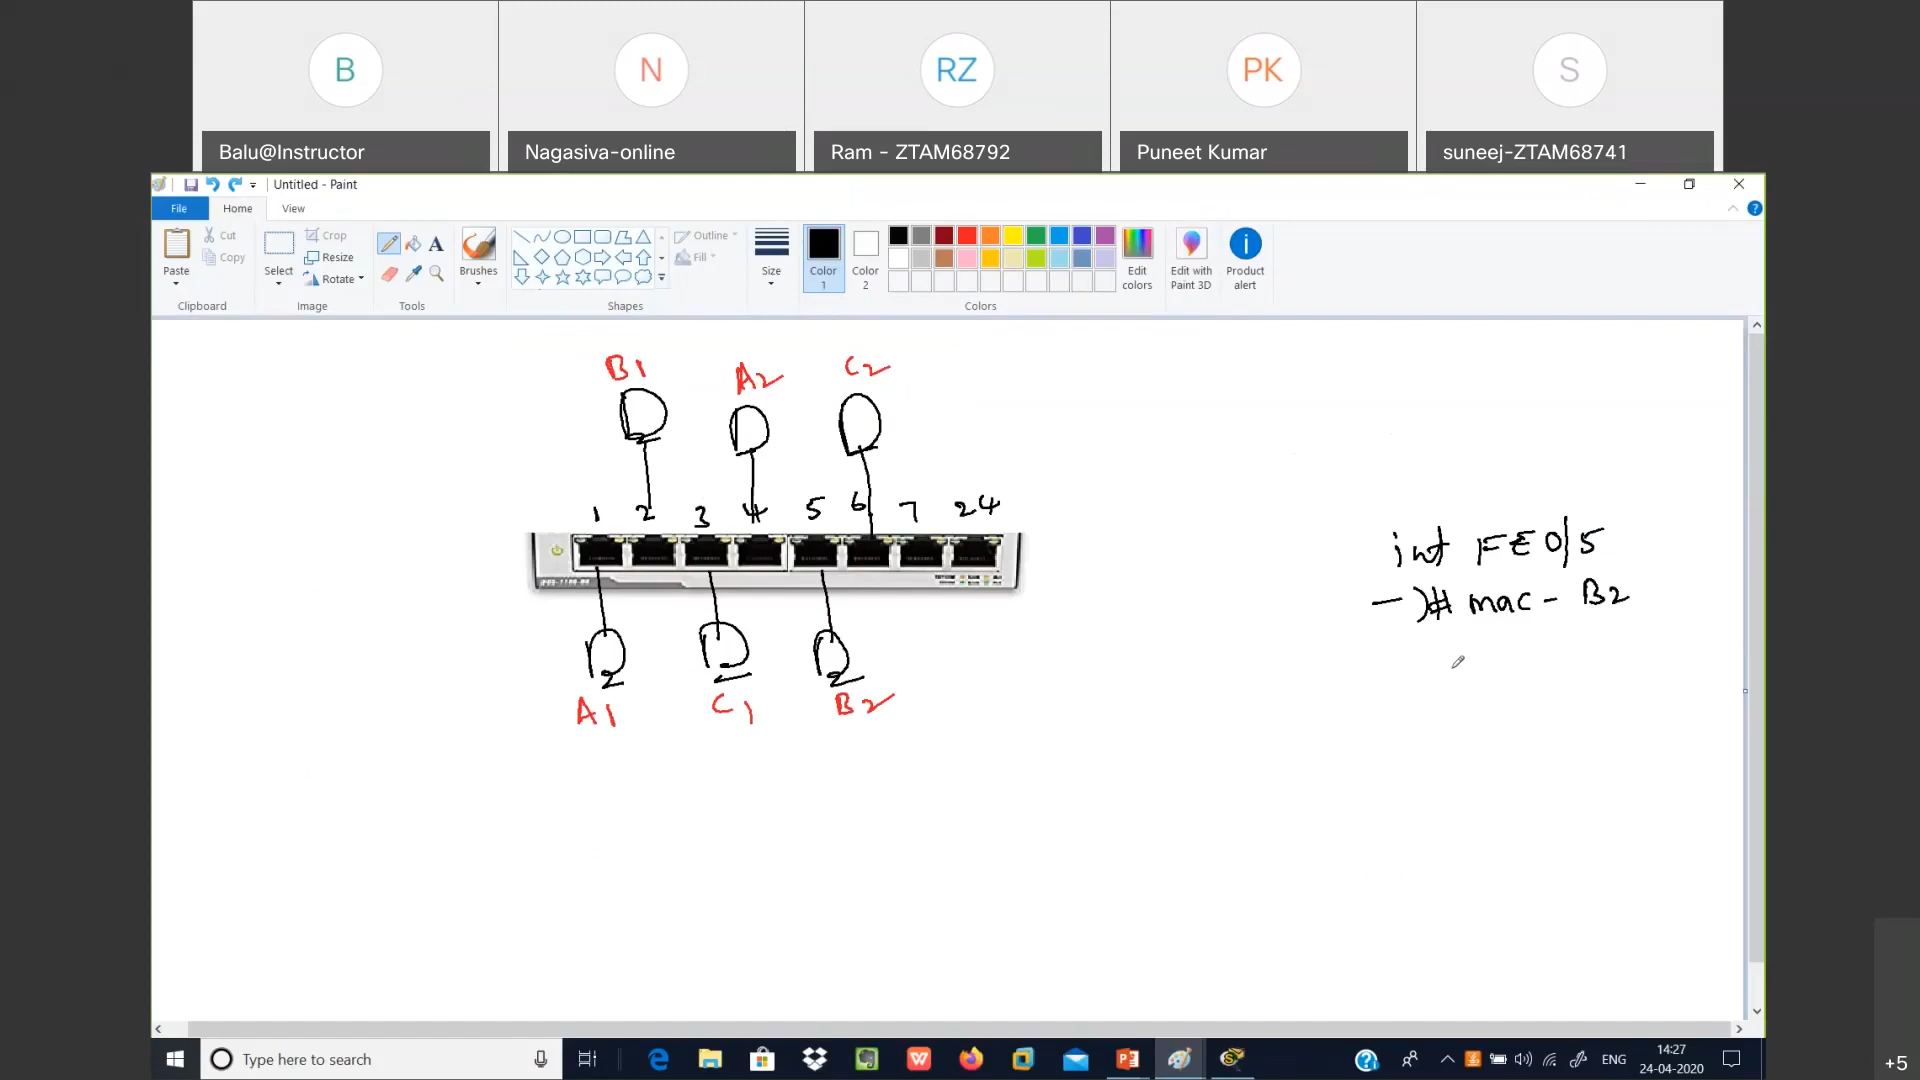 B
N
RZ
PK
S
Balu@Instructor
Nagasiva-online
Ram - ZTAM68792
Puneet Kumar
suneej-ZTAM68741
Untitled - Paint
File
Home
View
Paste
Cut
Copy
Clipboard
Select
Crop
Resize
Rotate
Image
A
Tools
Brushes
Outline
Fill
Shapes
Size
Color
1
Color
2
Edit
colors
Colors
Edit with
Paint 3D
Product
alert
B1
A2
C2
1 2 3 4 5 6 7 24
A1
C1
B2
int FE 0/5
-)# mac - B2
Type here to search
ENG
14:27
24-04-2020
+5